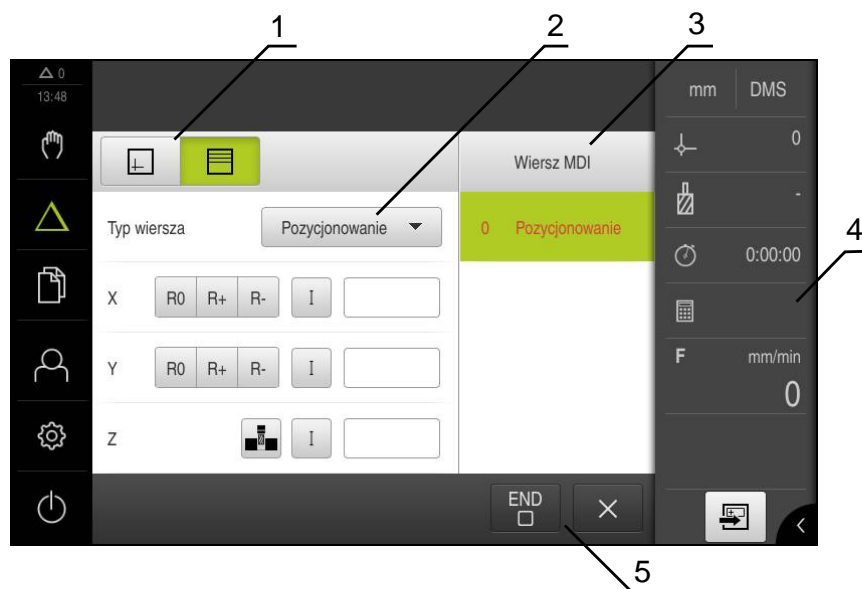 1
2
3
0
13:48
mm DMS
0
Wiersz MDI
-
Typ wiersza Pozycjonowanie
0 Pozycjonowanie
4
0:00:00
X R0 R+ R- I
F mm/min
Y R0 R+ R- I
0
Z I
END
5